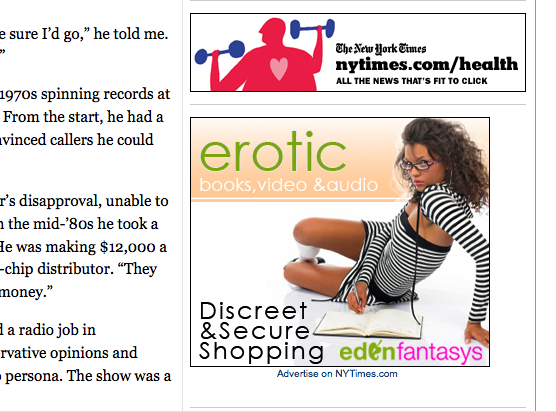 e sure I'd go,” he told me.
”
1970s spinning records at
From the start, he had a
nvinced callers he could
r's disapproval, unable to
n the mid-'80s he took a
He was making $12,000 a
-chip distributor. “They
money.”
d a radio job in
ervative opinions and
o persona. The show was a
The New York Times
nytimes.com/health
ALL THE NEWS THAT'S FIT TO CLICK
erotic
books,video &audio
Discreet
&Secure
Shopping
edenfantasys
Advertise on NYTimes.com